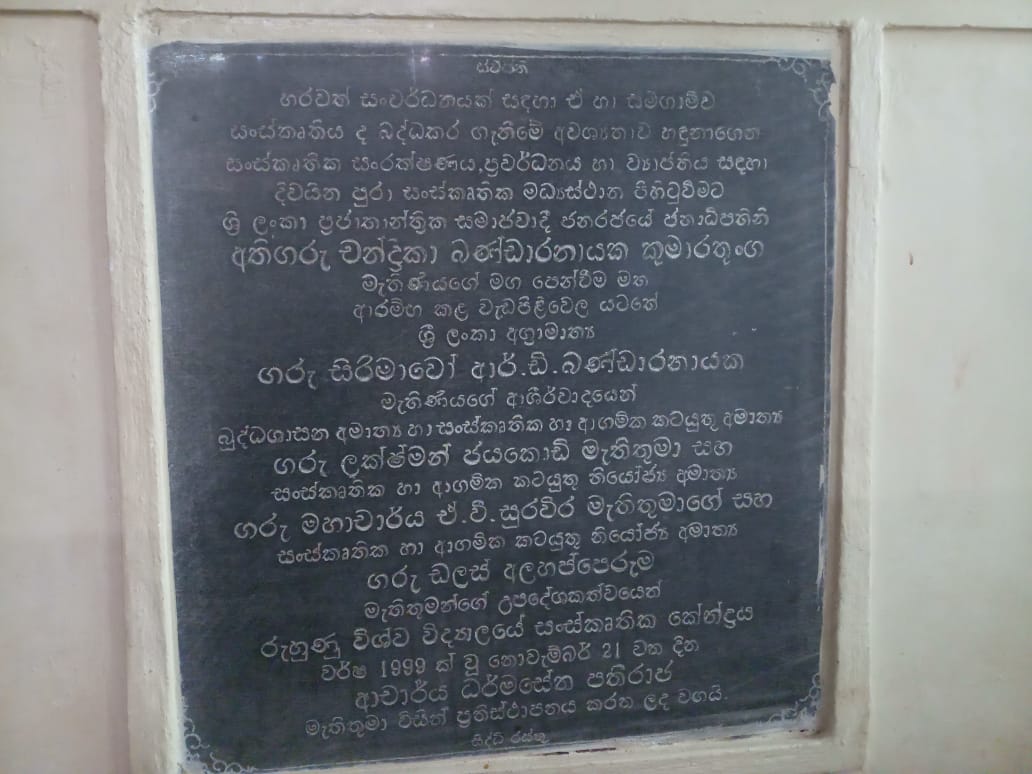 ස්වස්ති
හරවත් සංවර්ධනයක් සඳහා ඒ හා සමගාමීව
සංස්කෘතිය ද බද්ධකර ගැනීමේ අවශ්‍යතාව හඳුනාගෙන
සංස්කෘතික සංරක්ෂණය,ප්‍රවර්ධනය හා ව්‍යාප්තිය සඳහා
දිවයින පුරා සංස්කෘතික මධ්‍යස්ථාන පිහිටුවීමට
ශ්‍රී ලංකා ප්‍රජාතාන්ත්‍රික සමාජවාදී ජනරජයේ ජනාධිපතිනි
අතිගරු චන්ද්‍රිකා බණ්ඩාරනායක කුමාරතුංග
මැතිණියගේ මග පෙන්වීම මත
ආරම්භ කළ වැඩපිළිවෙල යටතේ
ශ්‍රී ලංකා අග්‍රාමාත්‍ය
ගරු සිරිමාවෝ ආර්.ඩී.බණ්ඩාරනායක
මැතිණියගේ ආශීර්වාදයෙන්
බුද්ධශාසන අමාත්‍ය හා සංස්කෘතික හා ආගමික කටයුතු අමාත්‍ය
ගරු ලක්ෂ්මන් ජයකොඩි මැතිතුමා සහ
සංස්කෘතික හා ආගමික කටයුතු නියෝජ්‍ය අමාත්‍ය
ගරු මහාචාර්ය ඒ.වී.සුරවීර මැතිතුමාගේ සහ
සංස්කෘතික හා ආගමික කටයුතු නියෝජ්‍ය අමාත්‍ය
ගරු ඩලස් අලහප්පෙරුම
මැතිතුමන්ගේ උපදේශකත්වයෙන්
රුහුණු විශ්ව විද්‍යාලයේ සංස්කෘතික කේන්ද්‍රය
වර්ෂ 1999 ක් වූ නොවැම්බර් 21 වන දින
ආචාර්ය ධර්මසේන පතිරාජ
මැතිතුමා විසින් ප්‍රතිස්ථාපනය කරන ලද වගයි.
සිද්ධි රස්තු